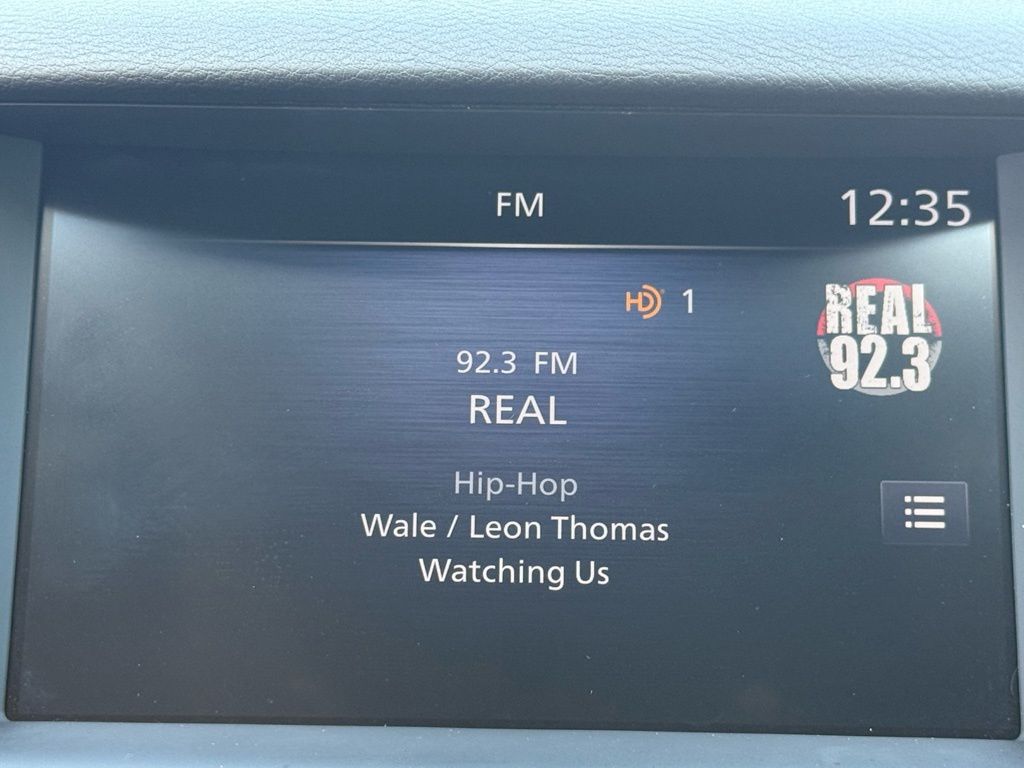 FM
12:35
HD 1
REAL
92.3
92.3 FM
REAL
Hip-Hop
Wale / Leon Thomas
Watching Us